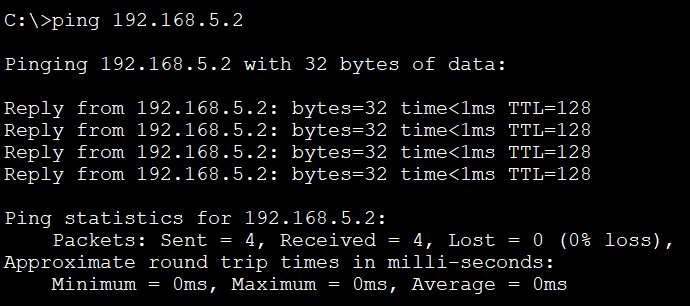 C:\>ping 192.168.5.2
Pinging 192.168.5.2 with 32 bytes of data:
Reply from 192.168.5.2: bytes=32 time<1ms TTL=128
Reply from 192.168.5.2: bytes=32 time<1ms TTL=128
Reply from 192.168.5.2: bytes=32 time<1ms TTL=128
Reply from 192.168.5.2: bytes=32 time<1ms TTL=128
Ping statistics for 192.168.5.2:
    Packets: Sent = 4, Received = 4, Lost = 0 (0% loss),
Approximate round trip times in milli-seconds:
    Minimum = 0ms, Maximum = 0ms, Average = 0ms